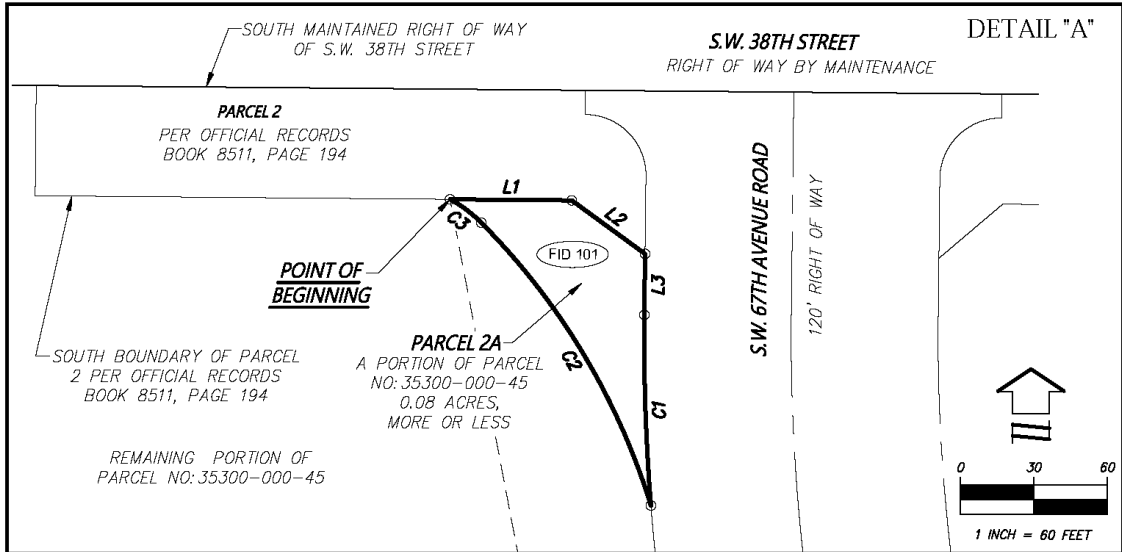 SOUTH MAINTAINED RIGHT OF WAY
OF S.W. 38TH STREET
S.W. 38TH STREET
RIGHT OF WAY BY MAINTENANCE
DETAIL "A"
PARCEL 2
PER OFFICIAL RECORDS
BOOK 8511, PAGE 194
L1
L2
C3
FID 101
L3
POINT OF
BEGINNING
S.W. 67TH AVENUE ROAD
120' RIGHT OF WAY
SOUTH BOUNDARY OF PARCEL
2 PER OFFICIAL RECORDS
BOOK 8511, PAGE 194
PARCEL 2A
A PORTION OF PARCEL
NO: 35300-000-45
0.08 ACRES,
MORE OR LESS
C2
C1
REMAINING PORTION OF
PARCEL NO: 35300-000-45
0 30 60
1 INCH = 60 FEET